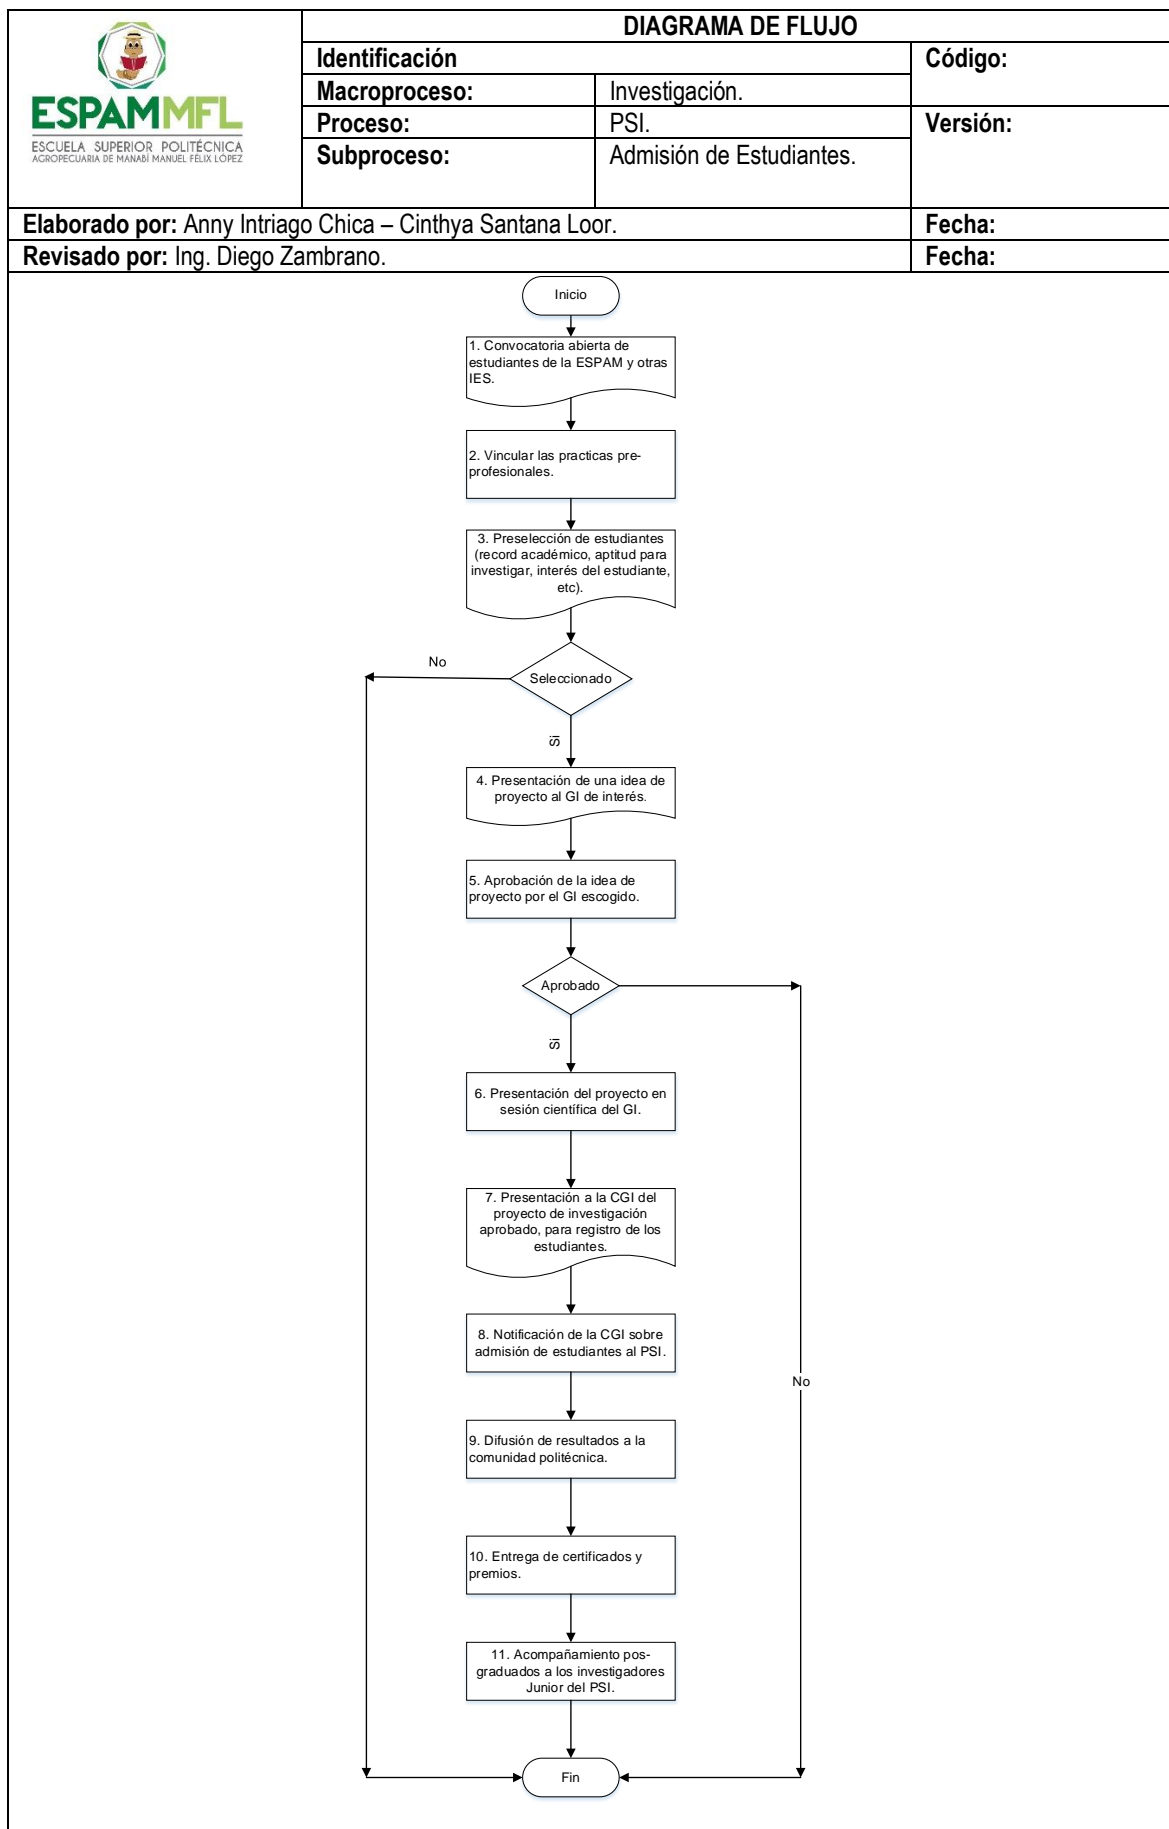 ESPAMMFL
ESCUELA SUPERIOR POLITÉCNICA
AGROPECUARIA DE MANABÍ MANUEL FÉLIX LÓPEZ
DIAGRAMA DE FLUJO
Identificación
Código:
Macroproceso: Investigación.
Proceso: PSI.
Versión:
Subproceso: Admisión de Estudiantes.
Elaborado por: Anny Intriago Chica – Cinthya Santana Loor.
Fecha:
Revisado por: Ing. Diego Zambrano.
Fecha:
Inicio
1. Convocatoria abierta de
estudiantes de la ESPAM y otras
IES.
2. Vincular las practicas pre-
profesionales.
3. Preselección de estudiantes
(record académico, aptitud para
investigar, interés del estudiante,
etc).
No
Seleccionado
Si
4. Presentación de una idea de
proyecto al GI de interés.
5. Aprobación de la idea de
proyecto por el GI escogido.
Aprobado
Si
6. Presentación del proyecto en
sesión científica del GI.
7. Presentación a la CGI del
proyecto de investigación
aprobado, para registro de los
estudiantes.
8. Notificación de la CGI sobre
admisión de estudiantes al PSI.
No
9. Difusión de resultados a la
comunidad politécnica.
10. Entrega de certificados y
premios.
11. Acompañamiento pos-
graduados a los investigadores
Junior del PSI.
Fin